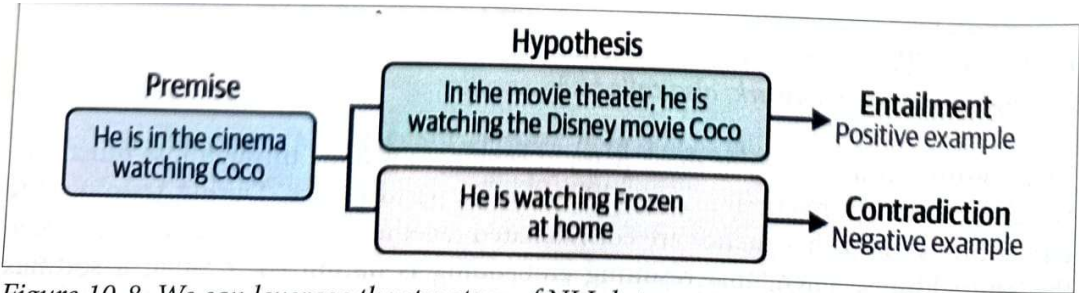 Hypothesis
Premise
In the movie theater, he is
watching the Disney movie Coco
Entailment
Positive example
He is in the cinema
watching Coco
He is watching Frozen
at home
Contradiction
Negative example
Figure 10-8. We can leverage the structure of NLI